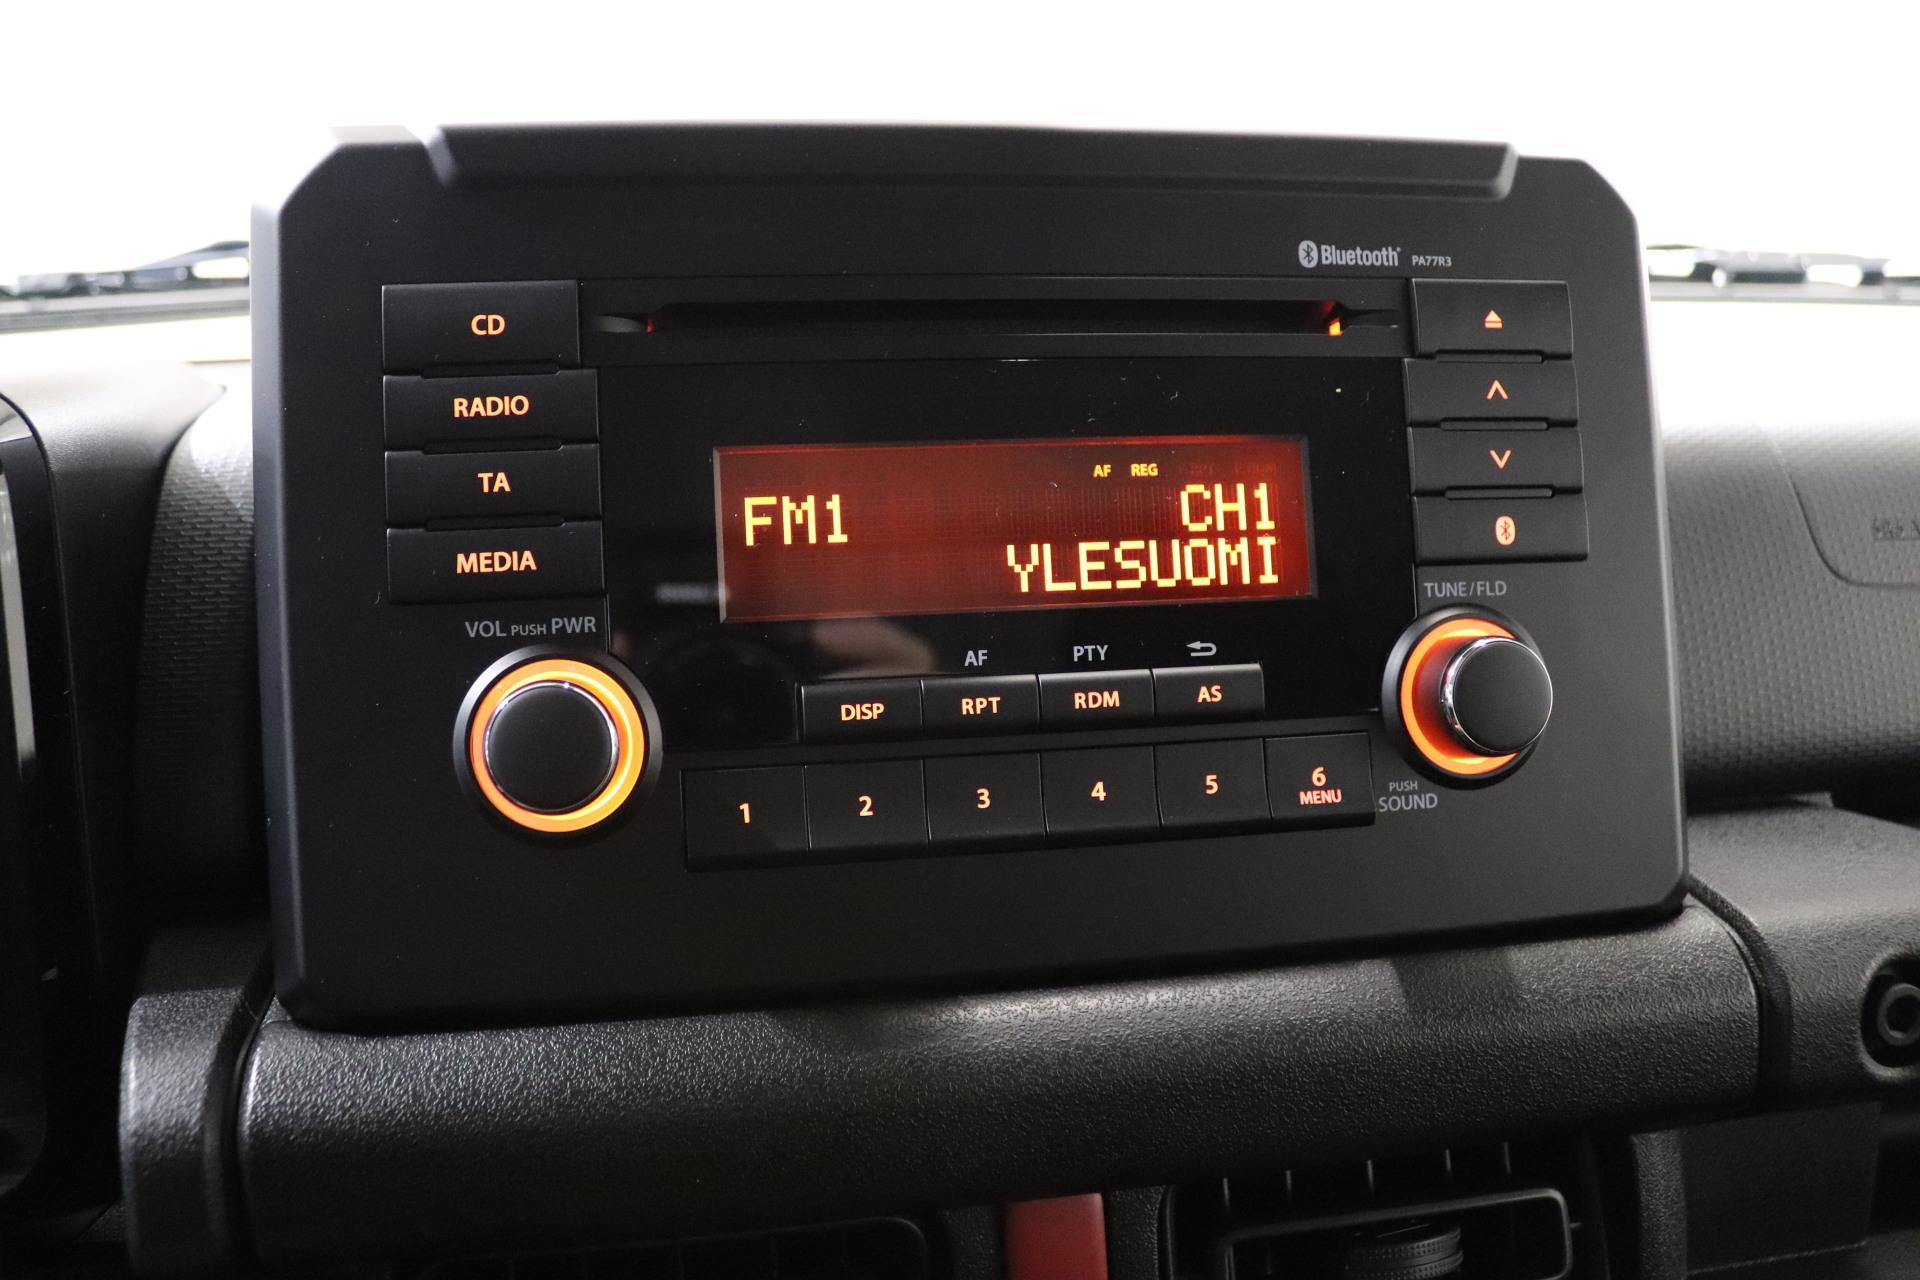 Bluetooth® PA77R3
CD
RADIO
TA
MEDIA
AF REG
FM1 CH1
YLESUOMI
VOL PUSH PWR
TUNE/FLD
AF PTY
DISP RPT RDM AS
1 2 3 4 5 6
MENU
PUSH
SOUND